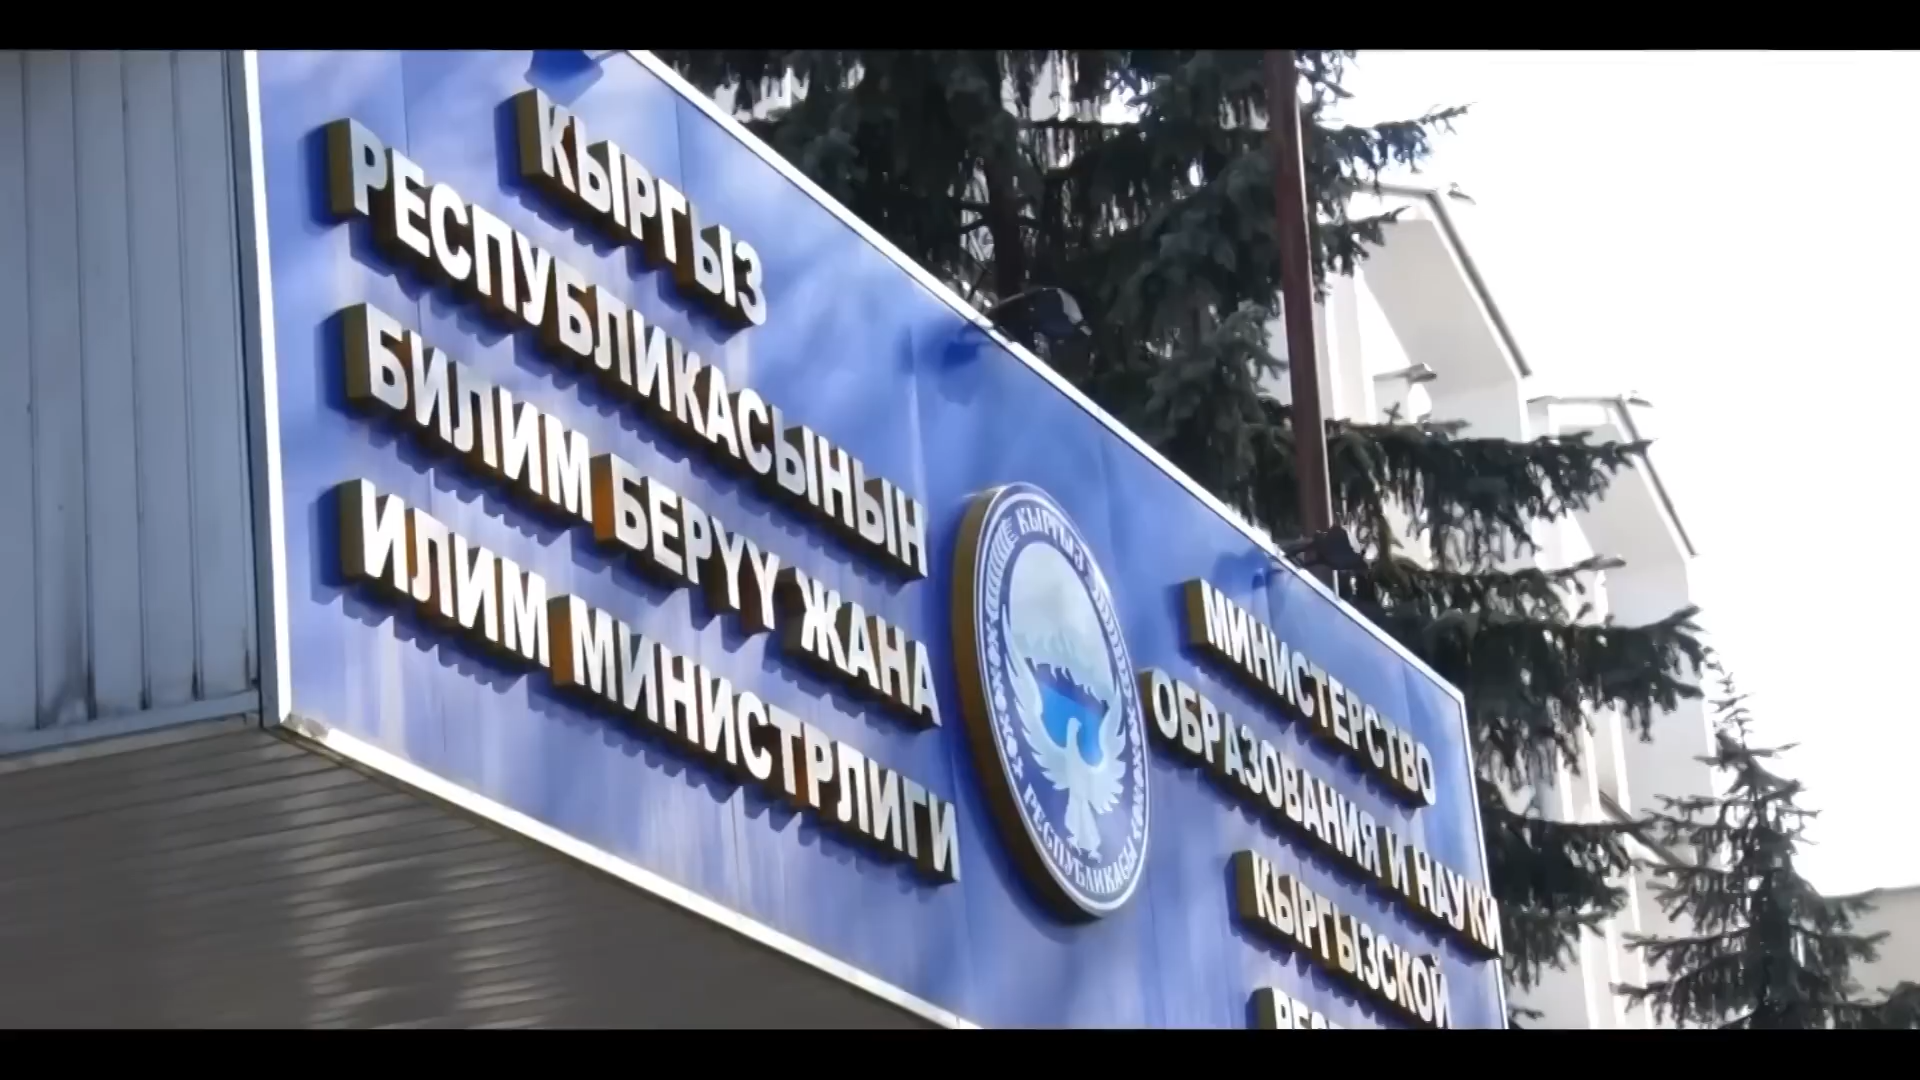 КЫРГЫЗ
РЕСПУБЛИКАСЫНЫН
БИЛИМ БЕРҮҮ ЖАНА
ИЛИМ МИНИСТРЛИГИ
КЫРГЫЗ
РЕСПУБЛИКАСЫ
МИНИСТЕРСТВО
ОБРАЗОВАНИЯ И НАУКИ
КЫРГЫЗСКОЙ